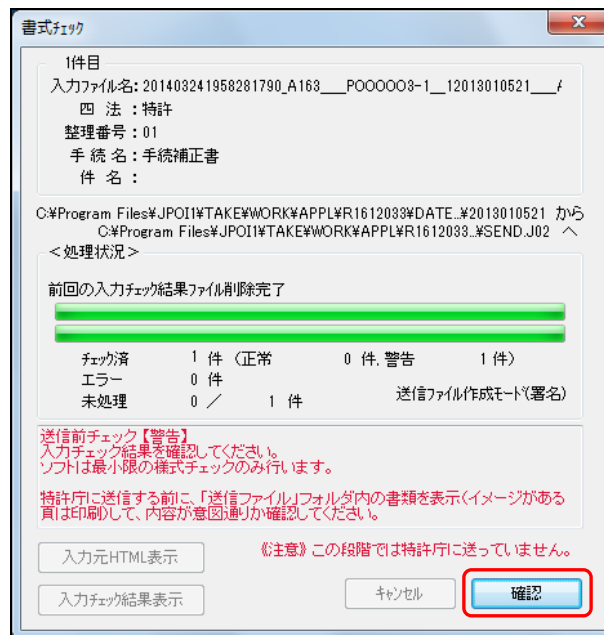 書式ﾁｪｯｸ
1件目
入力ﾌｧｲﾙ名: 201403241958281790_A163___POOOOO3-1__12013010521___/
四 法 : 特許
整理番号 : 01
手 続 名 : 手続補正書
件 名 :
C:¥Program Files¥JPOI1¥TAKE¥WORK¥APPL¥R1612033¥DATE...¥2013010521 から
C:¥Program Files¥JPOI1¥TAKE¥WORK¥APPL¥R1612033...¥SEND.J02 へ
<処理状況>
前回の入力ﾁｪｯｸ結果ﾌｧｲﾙ削除完了
ﾁｪｯｸ済 1 件 (正常 0 件, 警告 1 件)
エラー 0 件
未処理 0 / 1 件 送信ﾌｧｲﾙ作成ﾓｰﾄﾞ(署名)
送信前チェック【警告】
入力チェック結果を確認してください。
ソフトは最小限の様式チェックのみ行います。
特許庁に送信する前に、「送信ファイル」フォルダ内の書類を表示(イメージがある
頁は印刷)して、内容が意図通りか確認してください。
入力元HTML表示 《注意》この段階では特許庁に送っていません。
入力ﾁｪｯｸ結果表示 ｷｬﾝｾﾙ 確認